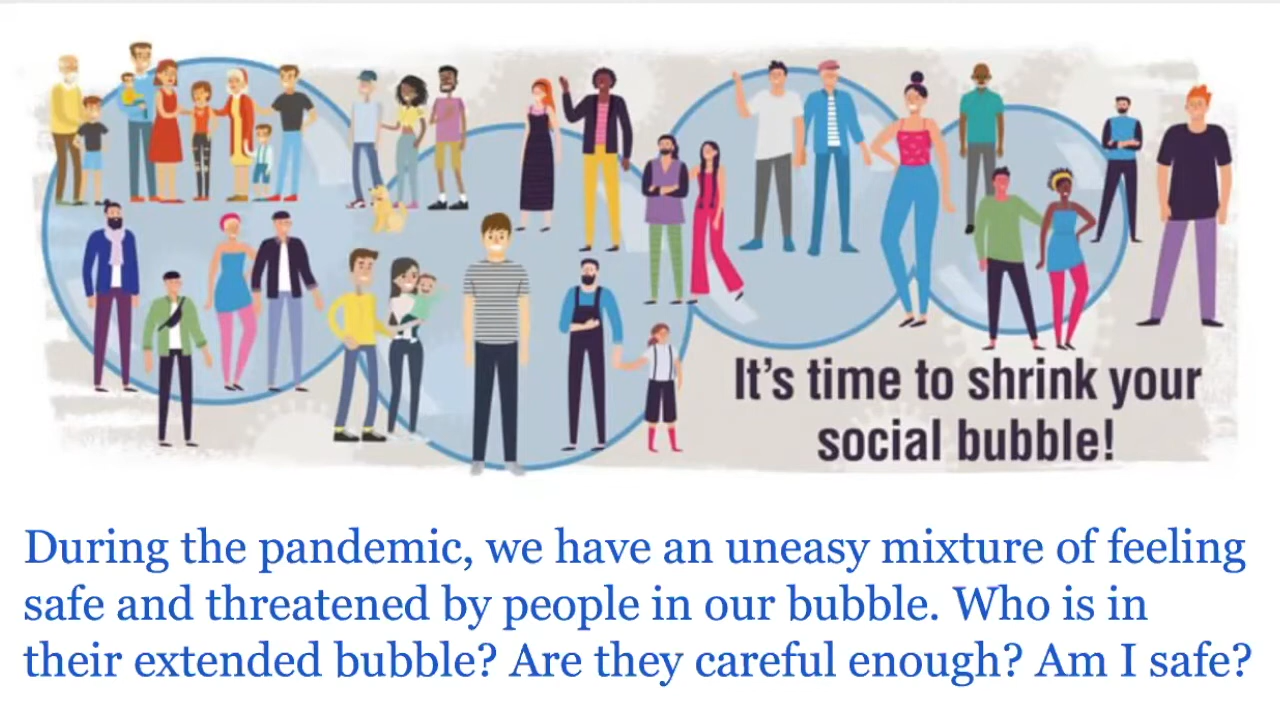 It's time to shrink your
social bubble!
During the pandemic, we have an uneasy mixture of feeling
safe and threatened by people in our bubble. Who is in
their extended bubble? Are they careful enough? Am I safe?